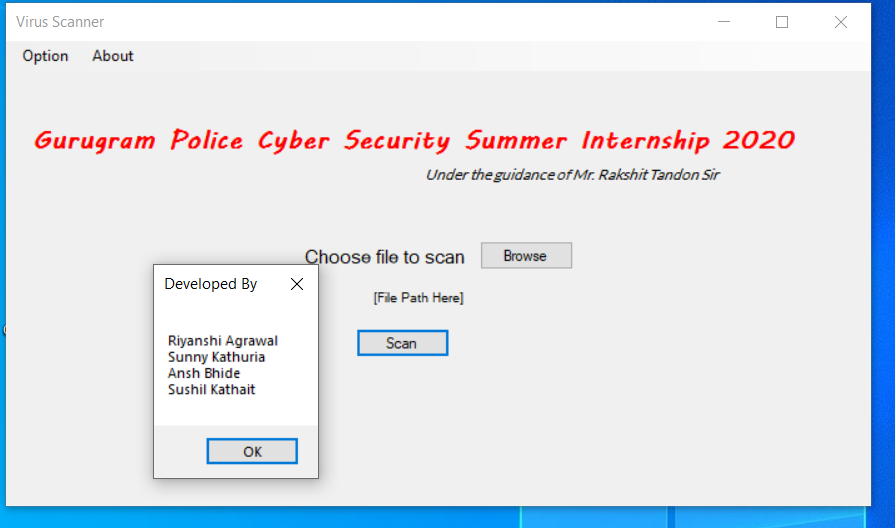 Virus Scanner
Option About
Gurugram Police Cyber Security Summer Internship 2020
Under the guidance of Mr. Rakshit Tandon Sir
Choose file to scan Browse
[File Path Here]
Scan
Developed By
Riyanshi Agrawal
Sunny Kathuria
Ansh Bhide
Sushil Kathait
OK